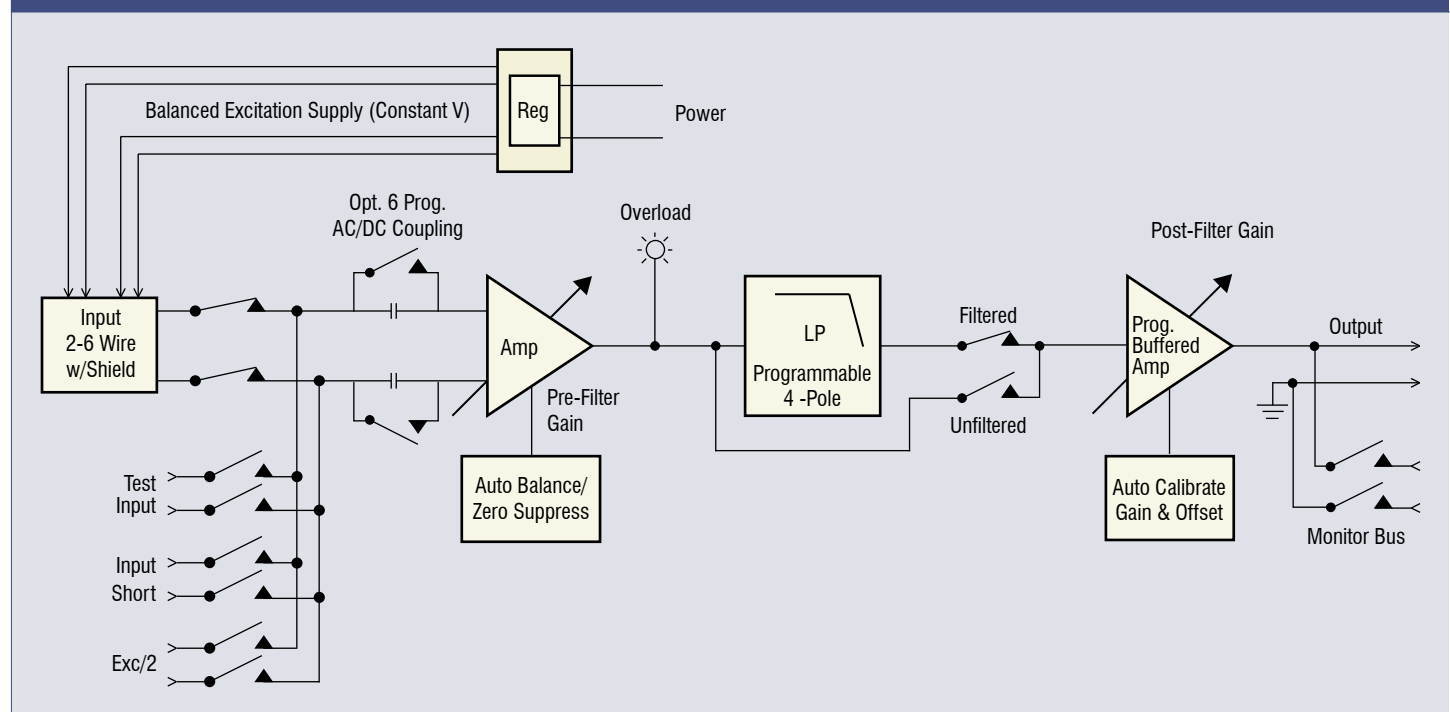 Balanced Excitation Supply (Constant V)
Reg
Power
Opt. 6 Prog.
AC/DC Coupling
Overload
Post-Filter Gain
Input
2-6 Wire
w/Shield
Amp
Pre-Filter
Gain
LP
Programmable
4 -Pole
Filtered
Unfiltered
Prog.
Buffered
Amp
Output
Test
Input
Auto Balance/
Zero Suppress
Auto Calibrate
Gain & Offset
Monitor Bus
Input
Short
Exc/2